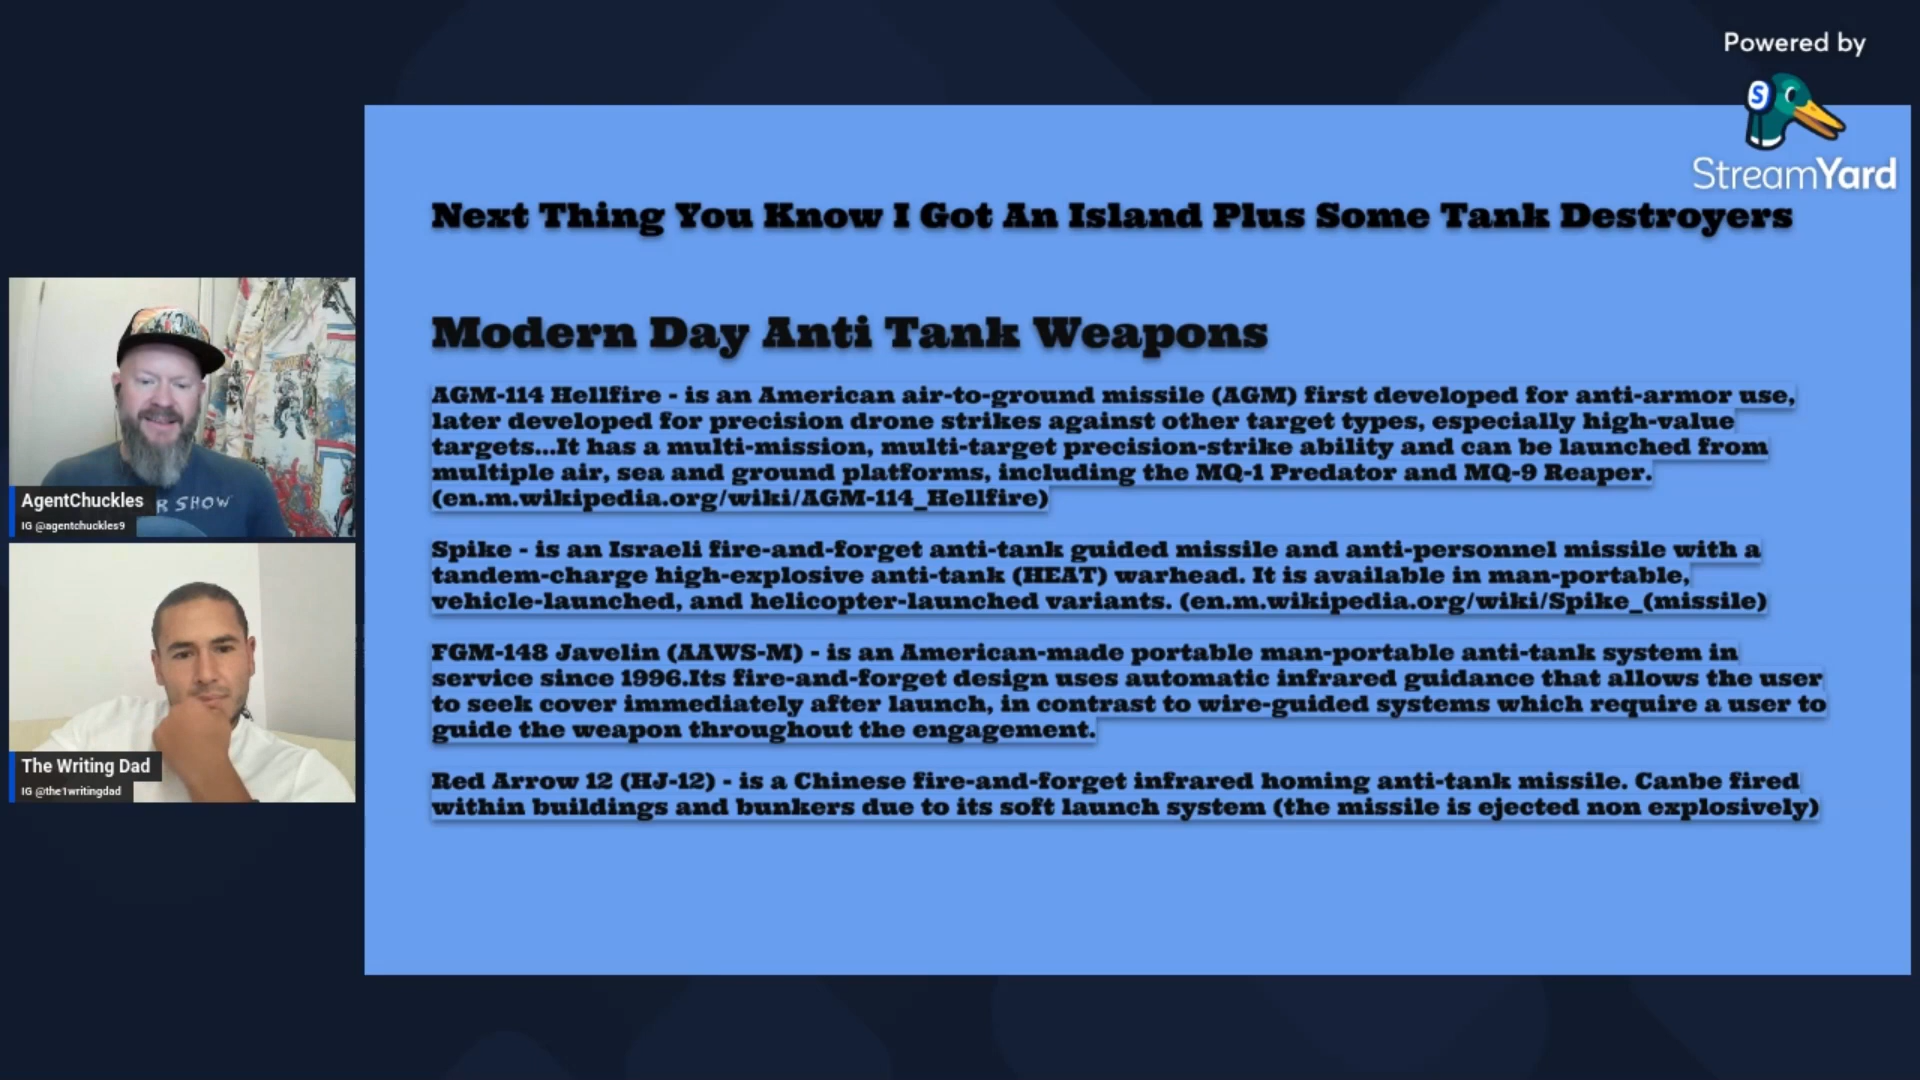 Powered by
S
StreamYard
Next Thing You Know I Got An Island Plus Some Tank Destroyers
Modern Day Anti Tank Weapons
AGM-114 Hellfire - is an American air-to-ground missile (AGM) first developed for anti-armor use,
later developed for precision drone strikes against other target types, especially high-value
targets...It has a multi-mission, multi-target precision-strike ability and can be launched from
multiple air, sea and ground platforms, including the MQ-1 Predator and MQ-9 Reaper.
(en.m.wikipedia.org/wiki/AGM-114_Hellfire)
Spike - is an Israeli fire-and-forget anti-tank guided missile and anti-personnel missile with a
tandem-charge high-explosive anti-tank (HEAT) warhead. It is available in man-portable,
vehicle-launched, and helicopter-launched variants. (en.m.wikipedia.org/wiki/Spike_(missile)
FGM-148 Javelin (AAWS-M) - is an American-made portable man-portable anti-tank system in
service since 1996.Its fire-and-forget design uses automatic infrared guidance that allows the user
to seek cover immediately after launch, in contrast to wire-guided systems which require a user to
guide the weapon throughout the engagement.
Red Arrow 12 (HJ-12) - is a Chinese fire-and-forget infrared homing anti-tank missile. Canbe fired
within buildings and bunkers due to its soft launch system (the missile is ejected non explosively)
R SHOW
AgentChuckles
IG @agentchuckles9
The Writing Dad
IG @the1writingdad